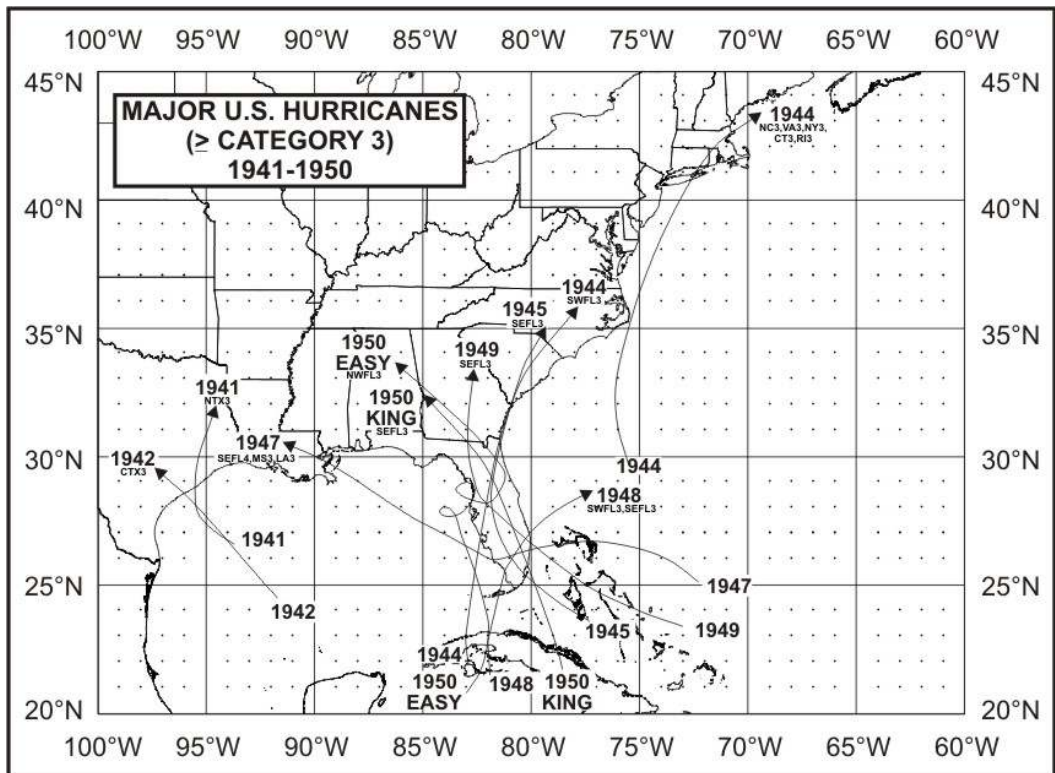 100°W 95°W 90°W 85°W 80°W 75°W 70°W 65°W 60°W
45°N 45°N
MAJOR U.S. HURRICANES
(≥ CATEGORY 3)
1941-1950
1944
NC3,VA3,NY3,
CT3,RI3
40°N 40°N
1944
SWFL3
1945
SEFL3
35°N 35°N
1950
EASY
NWFL3
1949
SEFL3
1941
NTX3
1950
KING
SEFL3
1947
SEFL4,MS3,LA3
1942
CTX3
30°N 30°N
1944
1948
SWFL3,SEFL3
1941
25°N 25°N
1947
1942
1945
1949
1944
1950
EASY
1948
1950
KING
20°N 20°N
100°W 95°W 90°W 85°W 80°W 75°W 70°W 65°W 60°W